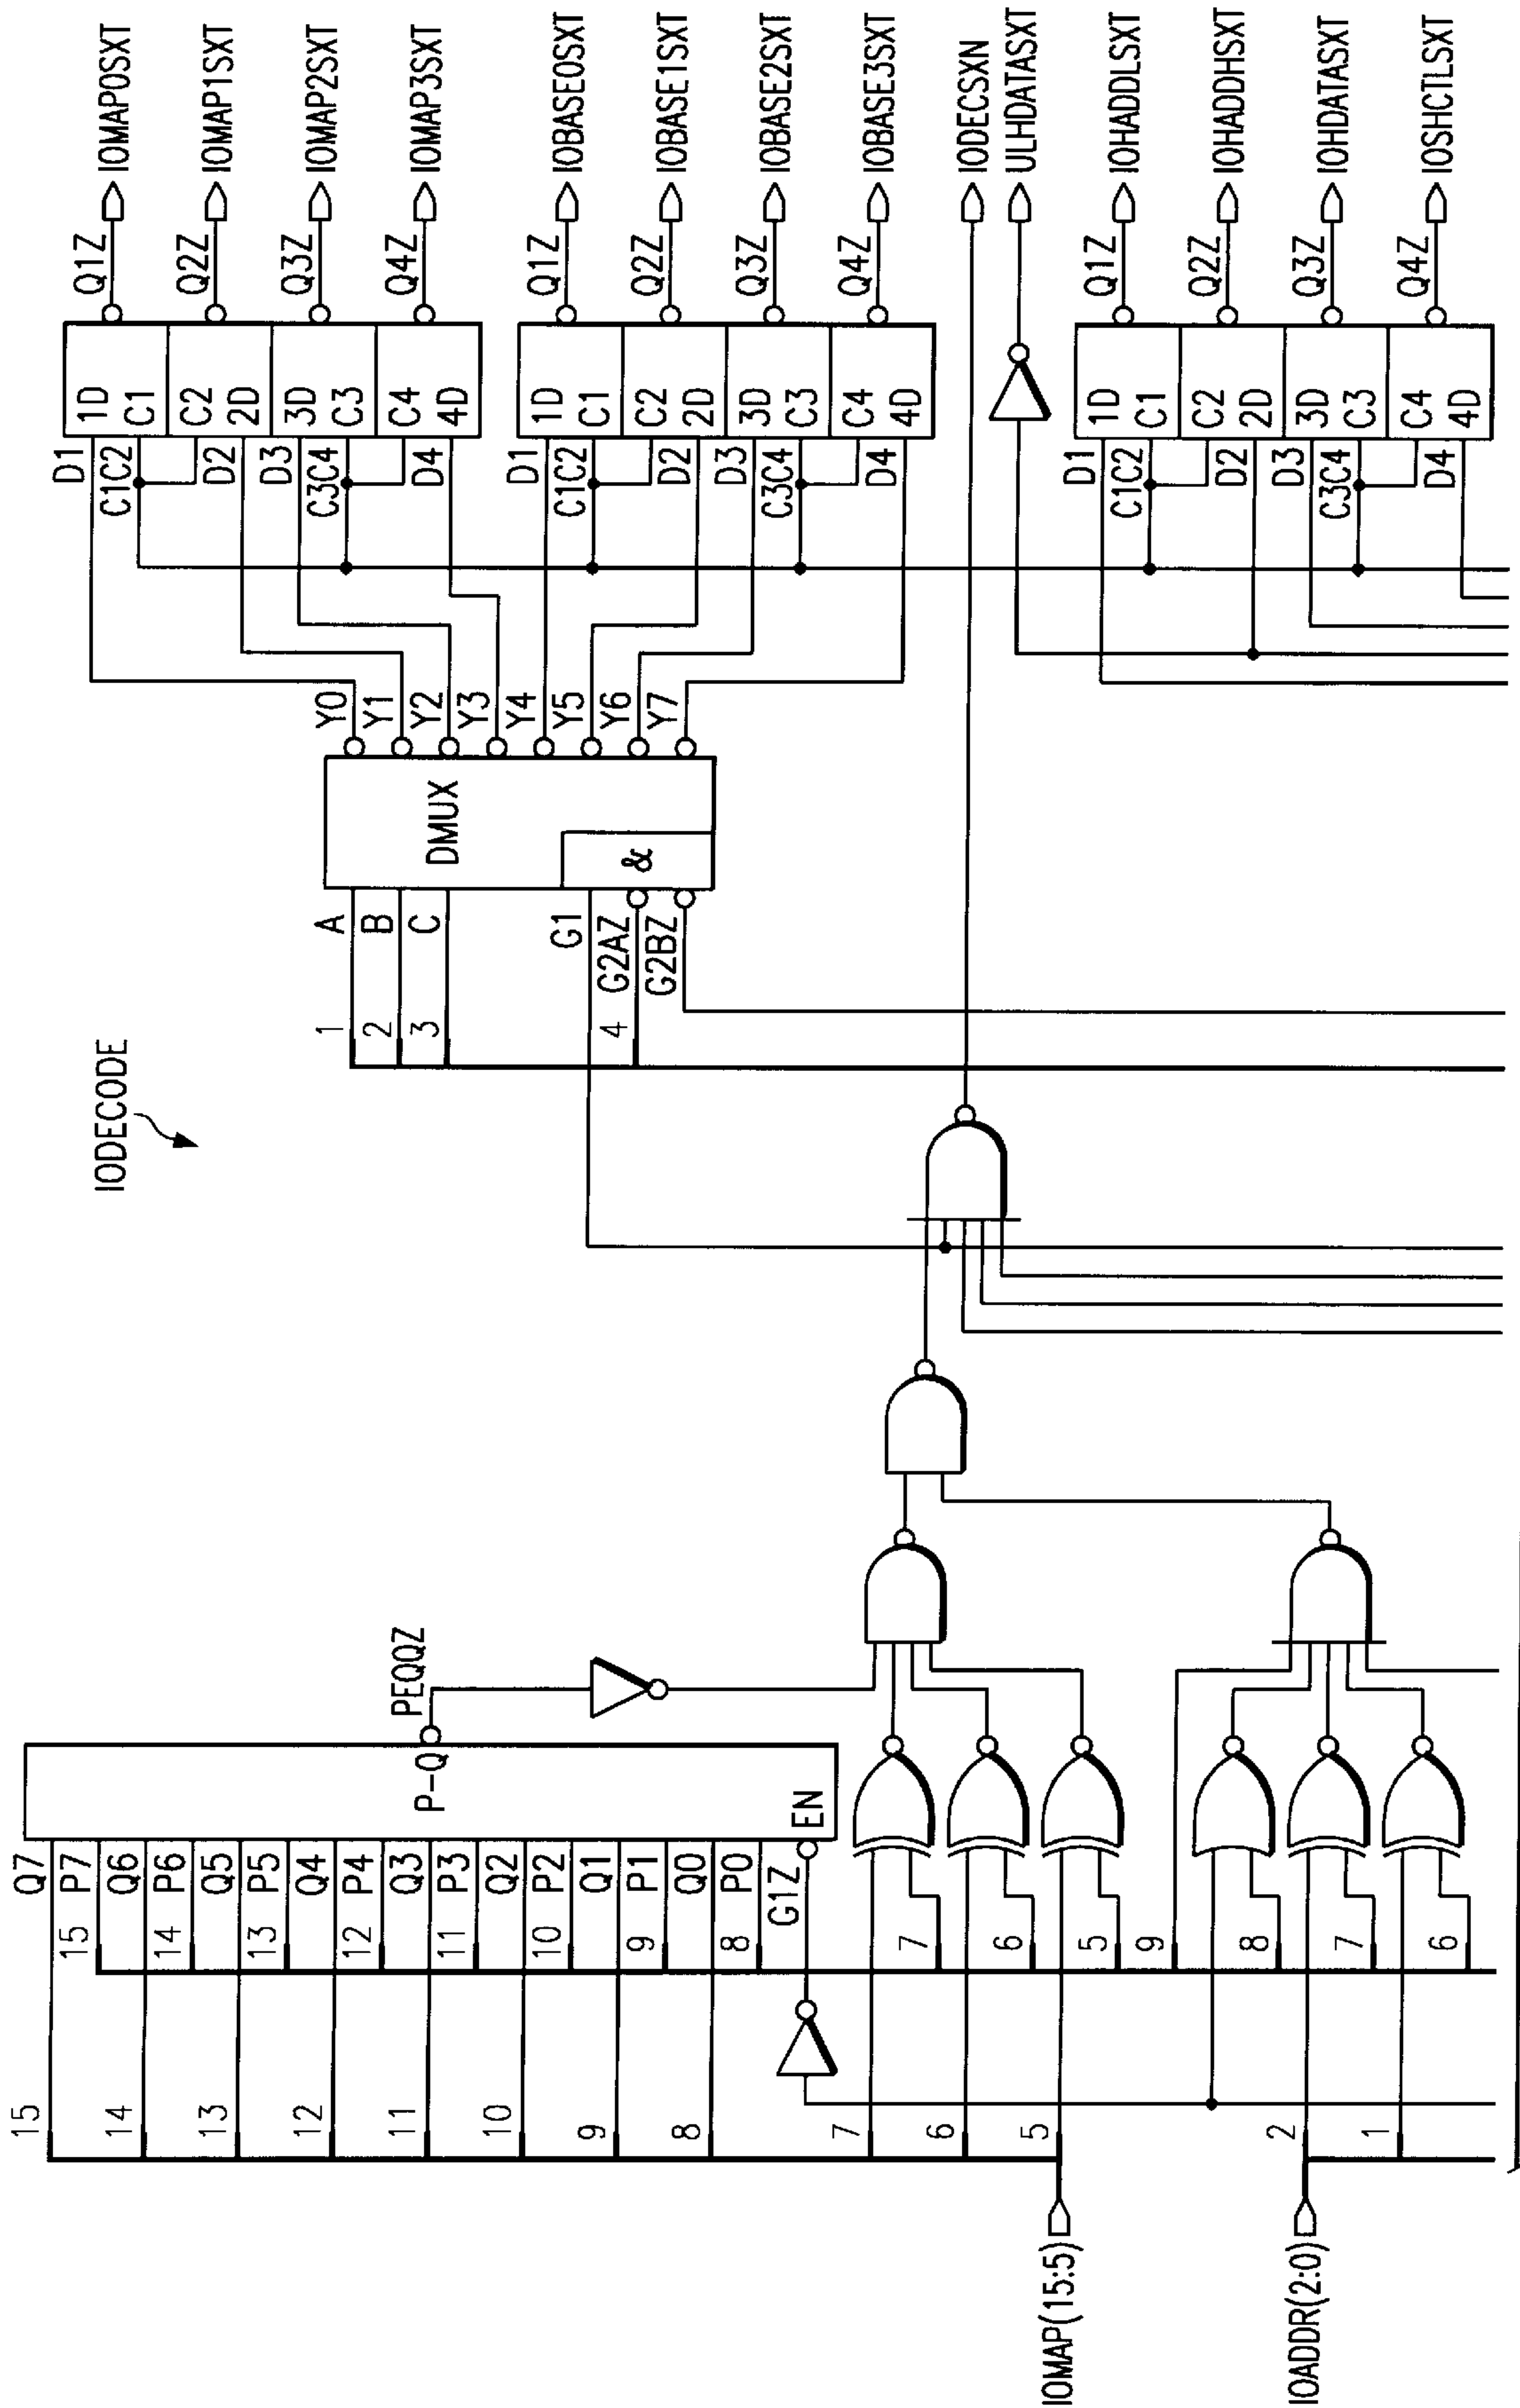 IODECODE
IOMAP0SXT
IOMAP1SXT
IOMAP2SXT
IOMAP3SXT
IOBASE0SXT
IOBASE1SXT
IOBASE2SXT
IOBASE3SXT
IODECSXN
ULHDATASXT
IOHADDLSXT
IOHADDHSXT
IOHDATASXT
IOSHCTLSXT
Q1Z
Q2Z
Q3Z
Q4Z
Q1Z
Q2Z
Q3Z
Q4Z
Q1Z
Q2Z
Q3Z
Q4Z
1D
C1
C2
2D
3D
C3
C4
4D
1D
C1
C2
2D
3D
C3
C4
4D
1D
C1
C2
2D
3D
C3
C4
4D
D1
C1C2
D2
D3
C3C4
D4
D1
C1C2
D2
D3
C3C4
D4
D1
C1C2
D2
D3
C3C4
D4
Y0
Y1
Y2
Y3
Y4
Y5
Y6
Y7
DMUX
&
A
B
C
G1
G2AZ
G2BZ
1
2
3
4
PEQQZ
P-Q
EN
Q7
P7
Q6
P6
Q5
P5
Q4
P4
Q3
P3
Q2
P2
Q1
P1
Q0
P0
G1Z
15
14
13
12
11
10
9
8
7
6
5
9
8
7
6
15
14
13
12
11
10
9
8
7
6
5
2
1
IOMAP(15:5)
IOADDR(2:0)